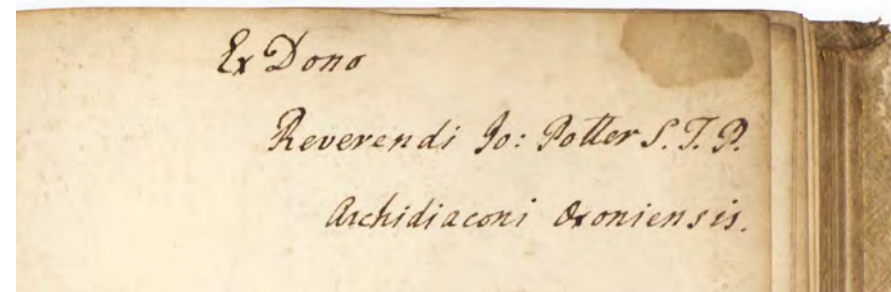 Ex Dono
Reverendi Jo: Potter S.T.P.
Archidiaconi Oxoniensis.